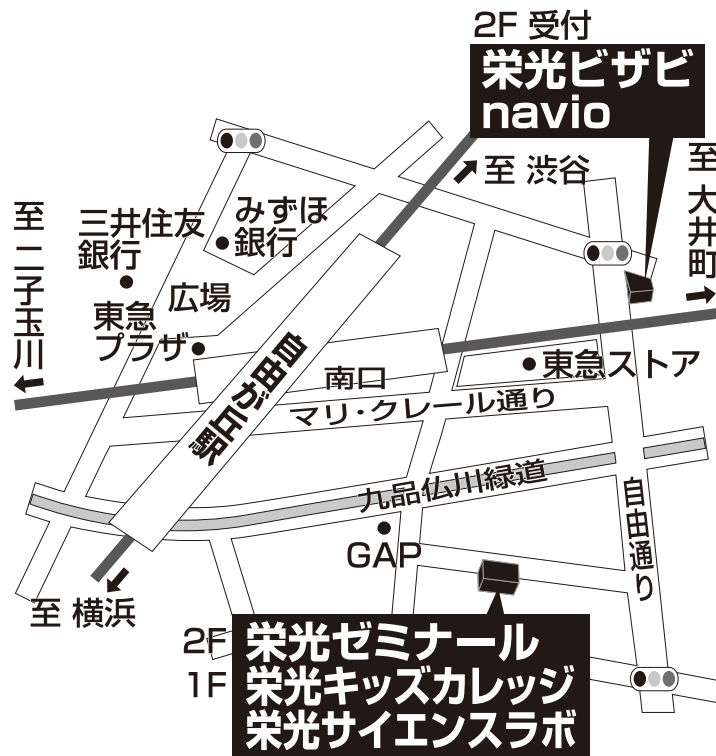 2F 受付
栄光ビザビ
navio
至 渋谷
至 大井町
みずほ
銀行
三井住友
銀行
至 二子玉川
広場
東急
プラザ
自由が丘駅
南口
東急ストア
マリ・クレール通り
九品仏川緑道
自由通り
GAP
至 横浜
2F 栄光ゼミナール
1F 栄光キッズカレッジ
栄光サイエンスラボ